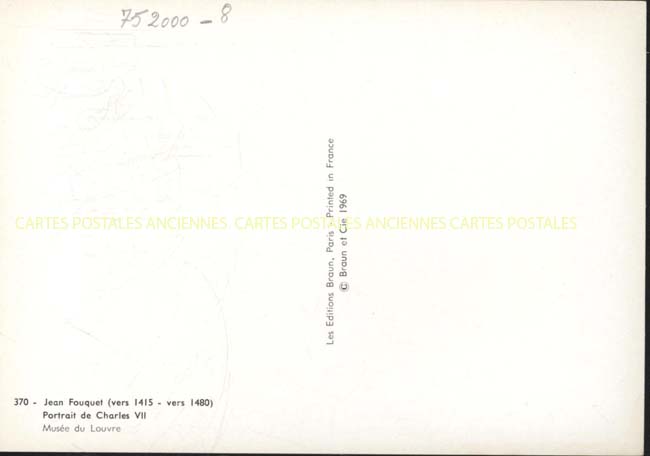 752000 - 8
Les Editions Braun, Paris - Printed in France
© Braun et Cie 1969
CARTES POSTALES ANCIENNES CARTES POSTALES ANCIENNES CARTES POSTALES
370 - Jean Fouquet (vers 1415 - vers 1480)
Portrait de Charles VII
Musée du Louvre